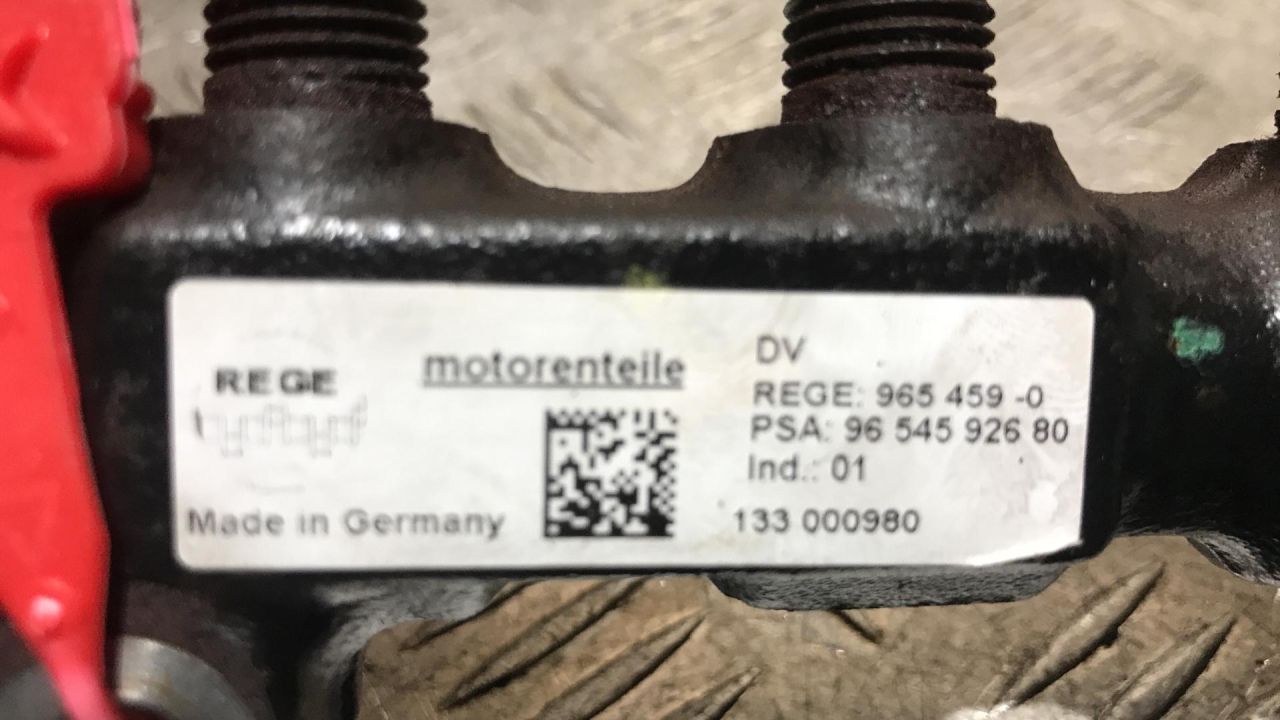 REGE
motorenteile
Made in Germany
DV
REGE: 965 459 -0
PSA: 96 545 926 80
Ind.: 01
133 000980